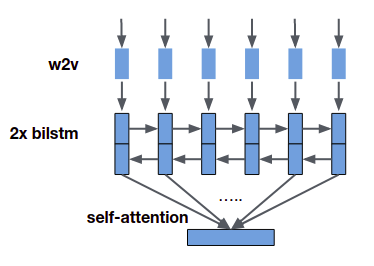 w2v
2x bilstm
.....
self-attention